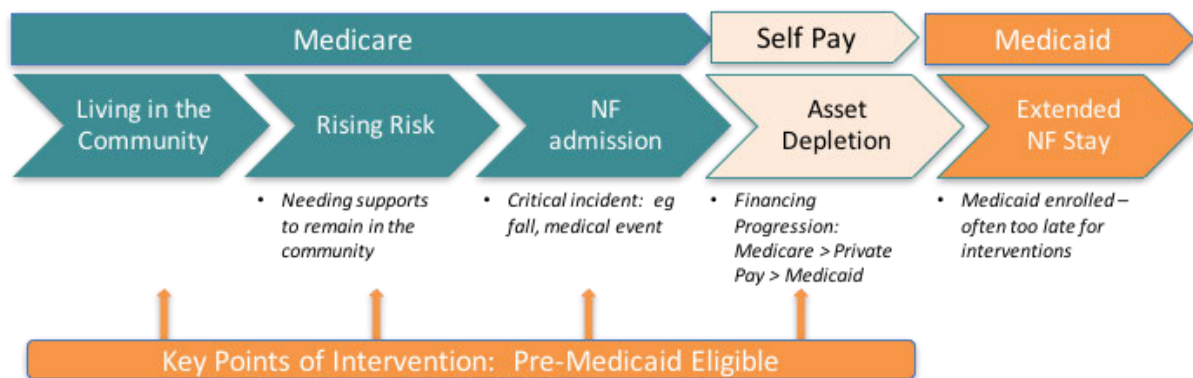 Medicare
Self Pay
Medicaid
Living in the
Community
Rising Risk
NF
admission
Asset
Depletion
Extended
NF Stay
• Needing supports
to remain in the
community
• Critical incident:  eg
fall, medical event
• Financing
Progression:
Medicare > Private
Pay > Medicaid
• Medicaid enrolled –
often too late for
interventions
Key Points of Intervention:  Pre-Medicaid Eligible